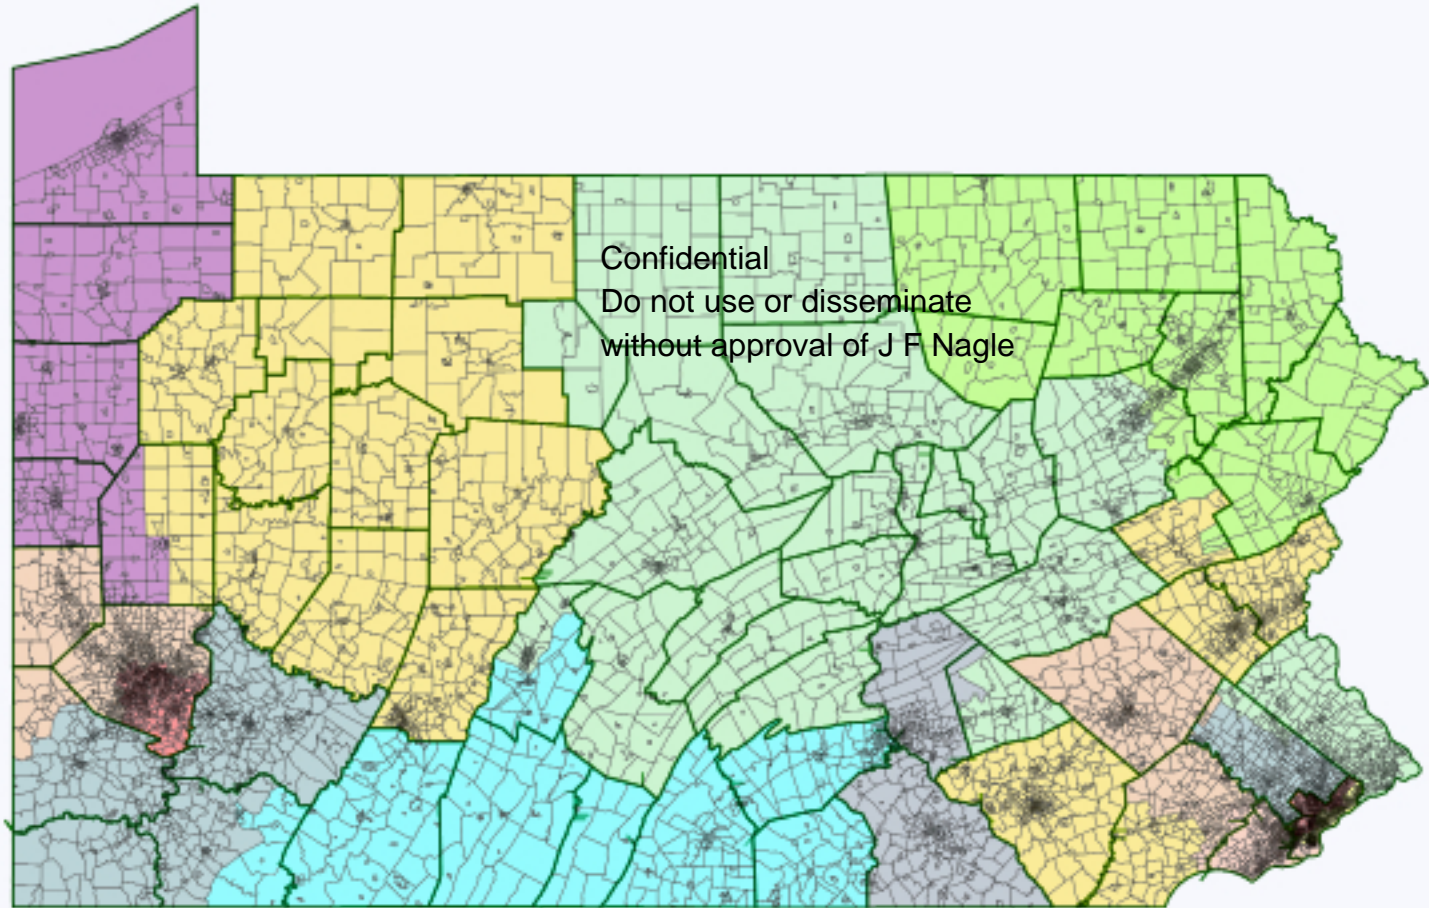 Confidential
Do not use or disseminate
without approval of J F Nagle